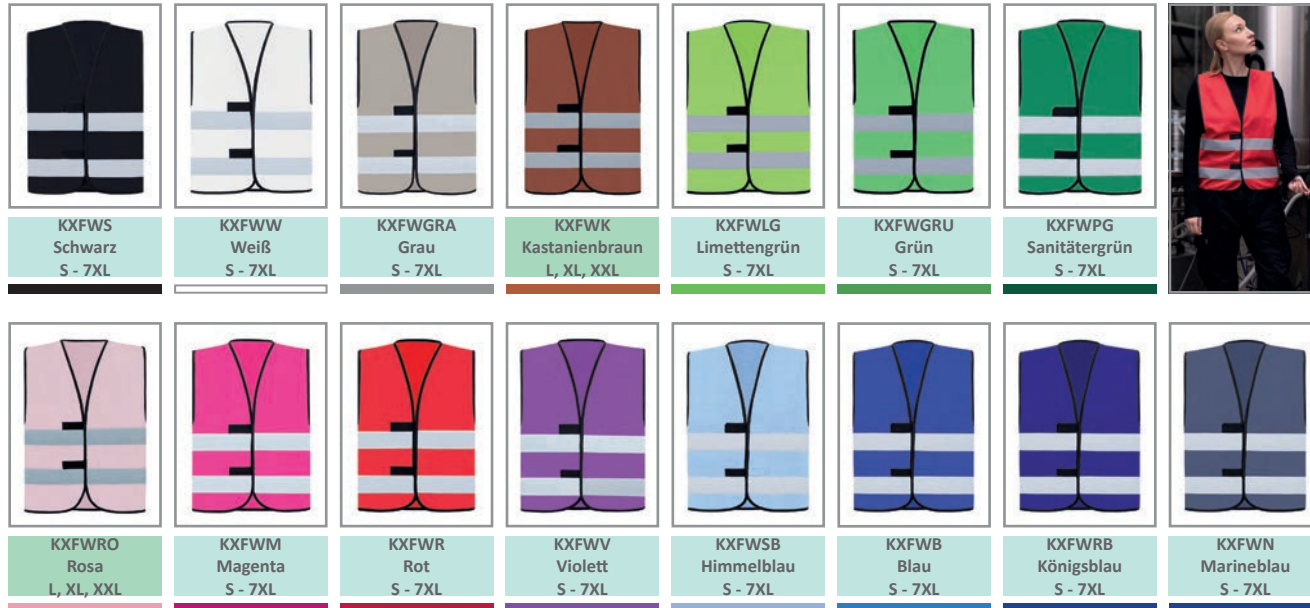 KXFWS
Schwarz
S - 7XL
KXFWW
Weiß
S - 7XL
KXFWGRA
Grau
S - 7XL
KXFWK
Kastanienbraun
L, XL, XXL
KXFWLG
Limettengrün
S - 7XL
KXFWGRU
Grün
S - 7XL
KXFWPG
Sanitätergrün
S - 7XL
KXFWRO
Rosa
L, XL, XXL
KXFWM
Magenta
S - 7XL
KXFWR
Rot
S - 7XL
KXFWV
Violett
S - 7XL
KXFWSB
Himmelblau
S - 7XL
KXFWB
Blau
S - 7XL
KXFWRB
Königsblau
S - 7XL
KXFWN
Marineblau
S - 7XL